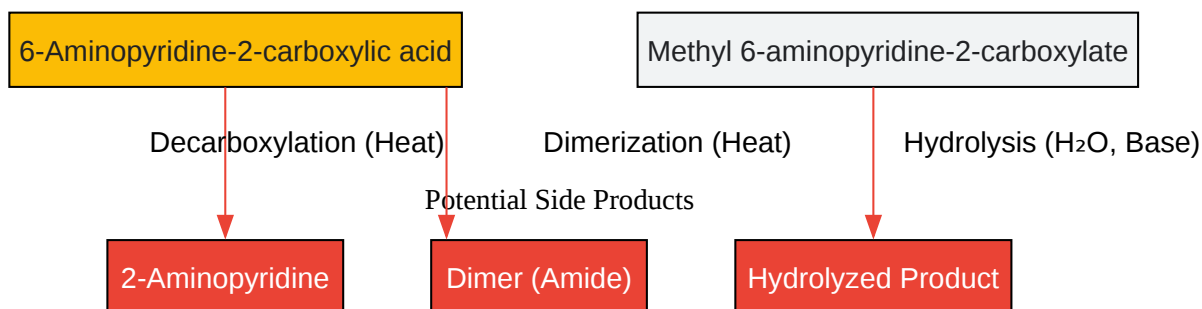 6-Aminopyridine-2-carboxylic acid
Methyl 6-aminopyridine-2-carboxylate
Decarboxylation (Heat)
Dimerization (Heat)
Hydrolysis (H₂O, Base)
Potential Side Products
2-Aminopyridine
Dimer (Amide)
Hydrolyzed Product